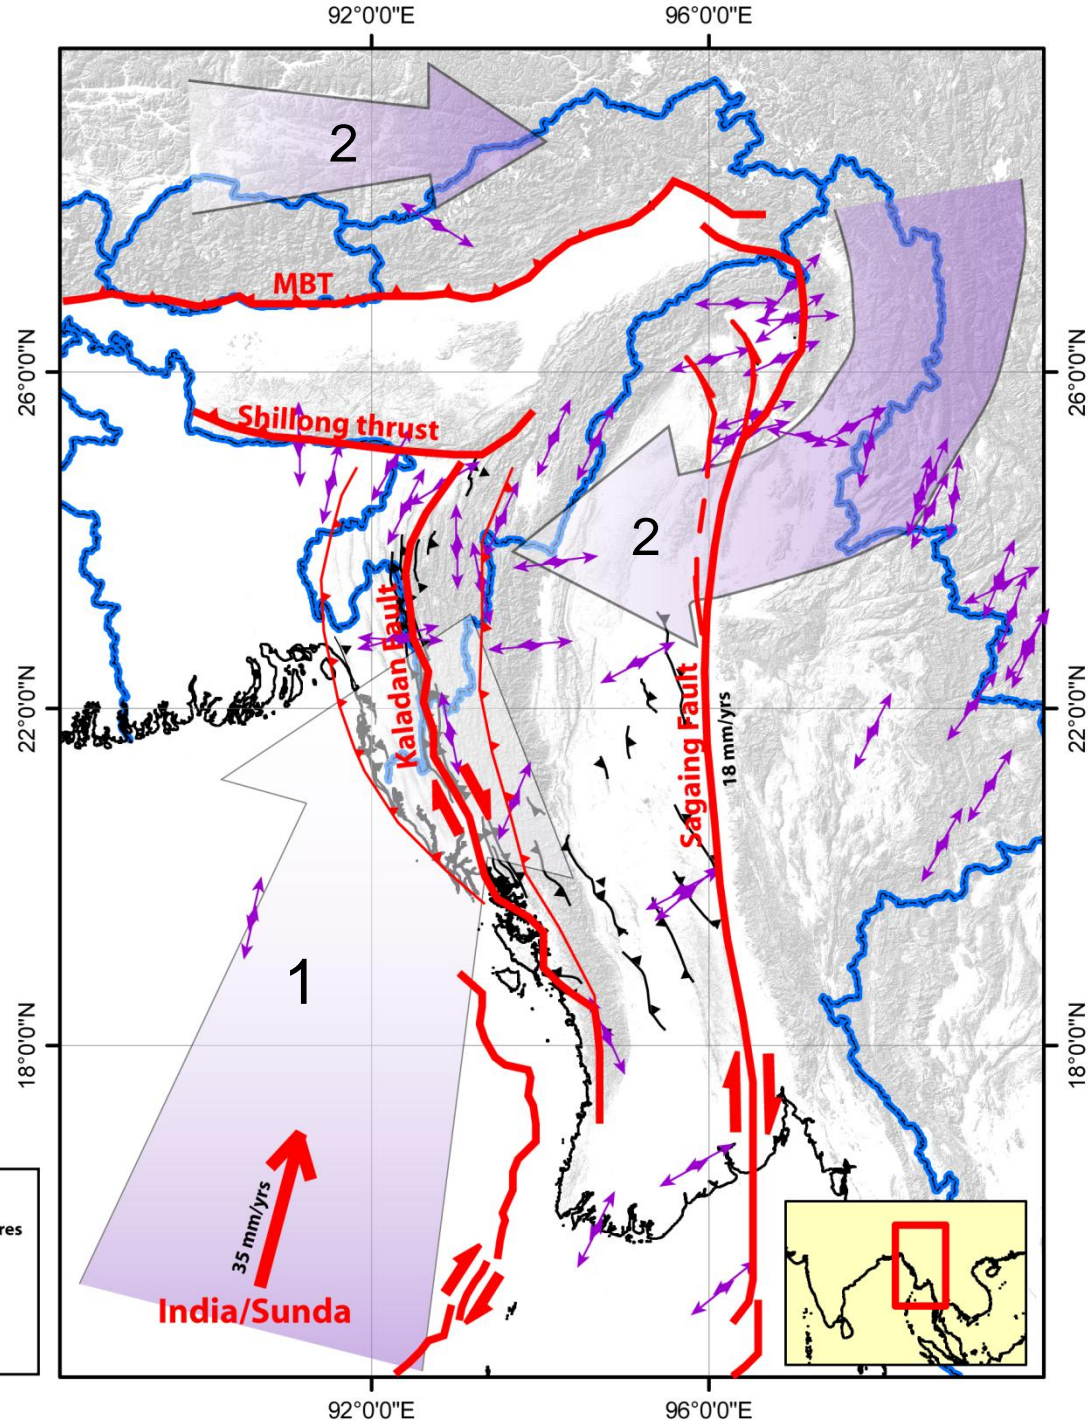 92°0'0"E
96°0'0"E
2
MBT
26°0'0"N
26°0'0"N
Shillong thrust
2
Kaladan Fault
22°0'0"N
22°0'0"N
Sagaing Fault
18 mm/yrs
1
18°0'0"N
18°0'0"N
35 mm/yrs
res
India/Sunda
92°0'0"E
96°0'0"E